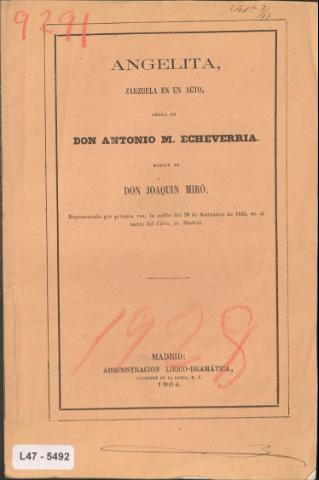 9291
ANGELITA,
ZARZUELA EN UN ACTO,
LETRA DE
DON ANTONIO M. ECHEVERRIA.
MÚSICA DE
DON JOAQUIN MIRÓ.
Representada por primera vez, la noche del 30 de Setiembre de 1864, en el
teatro del Circo, en Madrid.
1928
MADRID:
ADMINISTRACION LÍRICO-DRAMÁTICA,
1864.
L47 - 5492